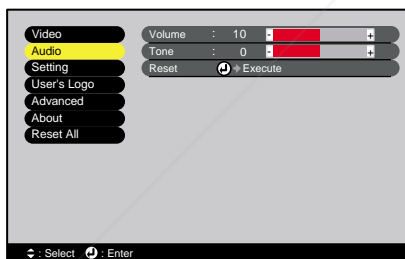 Video
Audio
Setting
User's Logo
Advanced
About
Reset All
Volume : 10 - +
Tone : 0 - +
Reset Execute
: Select : Enter